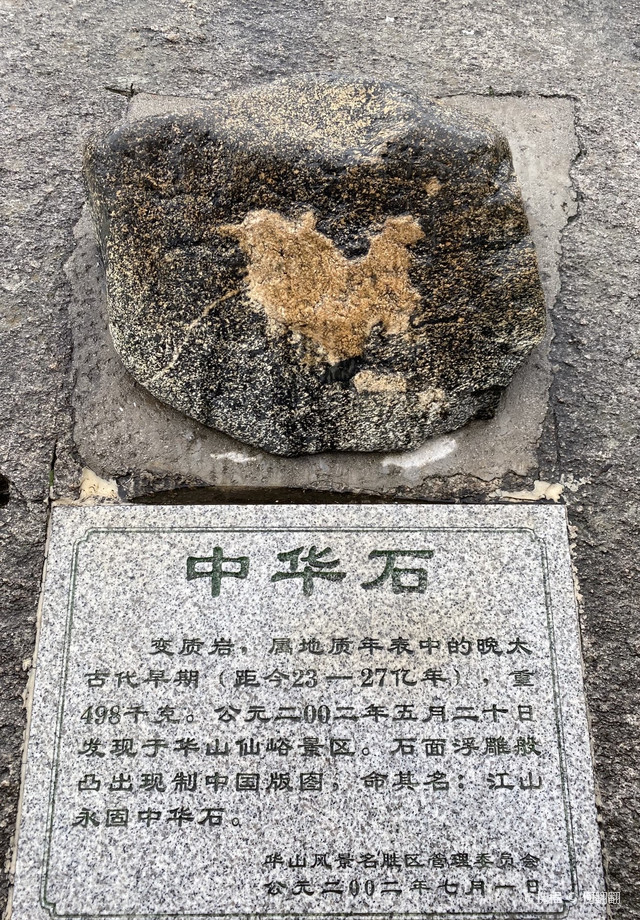 中华石
变质岩，属地质年表中的晚太
古代早期（距今23—27亿年），重
498千克。公元二00二年五月二十日
发现于华山仙峪景区。石面浮雕般
凸出现制中国版图，命其名：江山
永固中华石。
华山风景名胜区管理委员会
公元二00二年七月一日